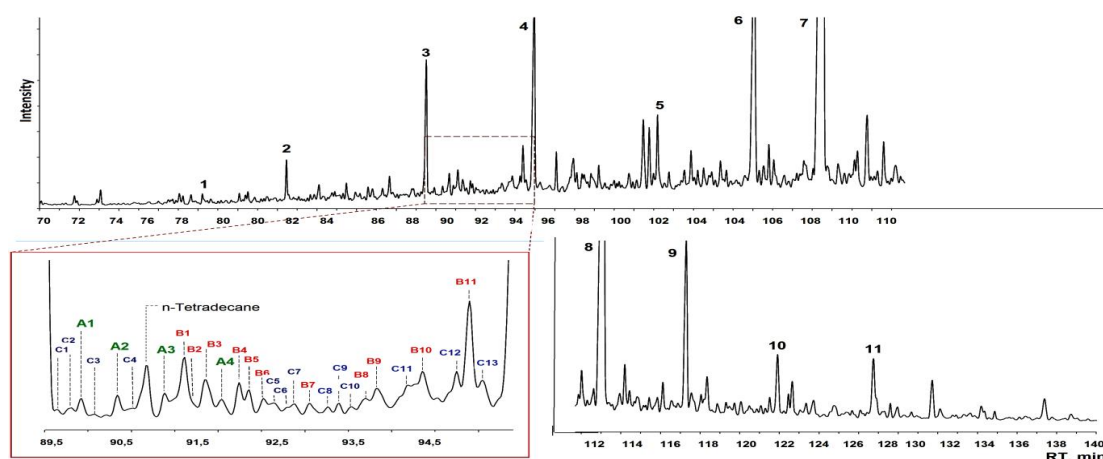 4
6
7
3
5
2
1
Intensity
70 72 74 76 78 80 82 84 86 88 90 92 94 96 98 100 102 104 106 108 110 110
8
9
10
11
n-Tetradecane
B11
A1
C2
C1
C3
A2
C4
A3
B1
B2
B3
A4
B4
B5
B6
C5
C6
C7
B7
C8
C9
C10
B8
B9
C11
B10
C12
C13
89,5 90,5 91,5 92,5 93,5 94,5
112 114 116 118 120 122 124 126 128 130 132 134 136 138 140
RT, min